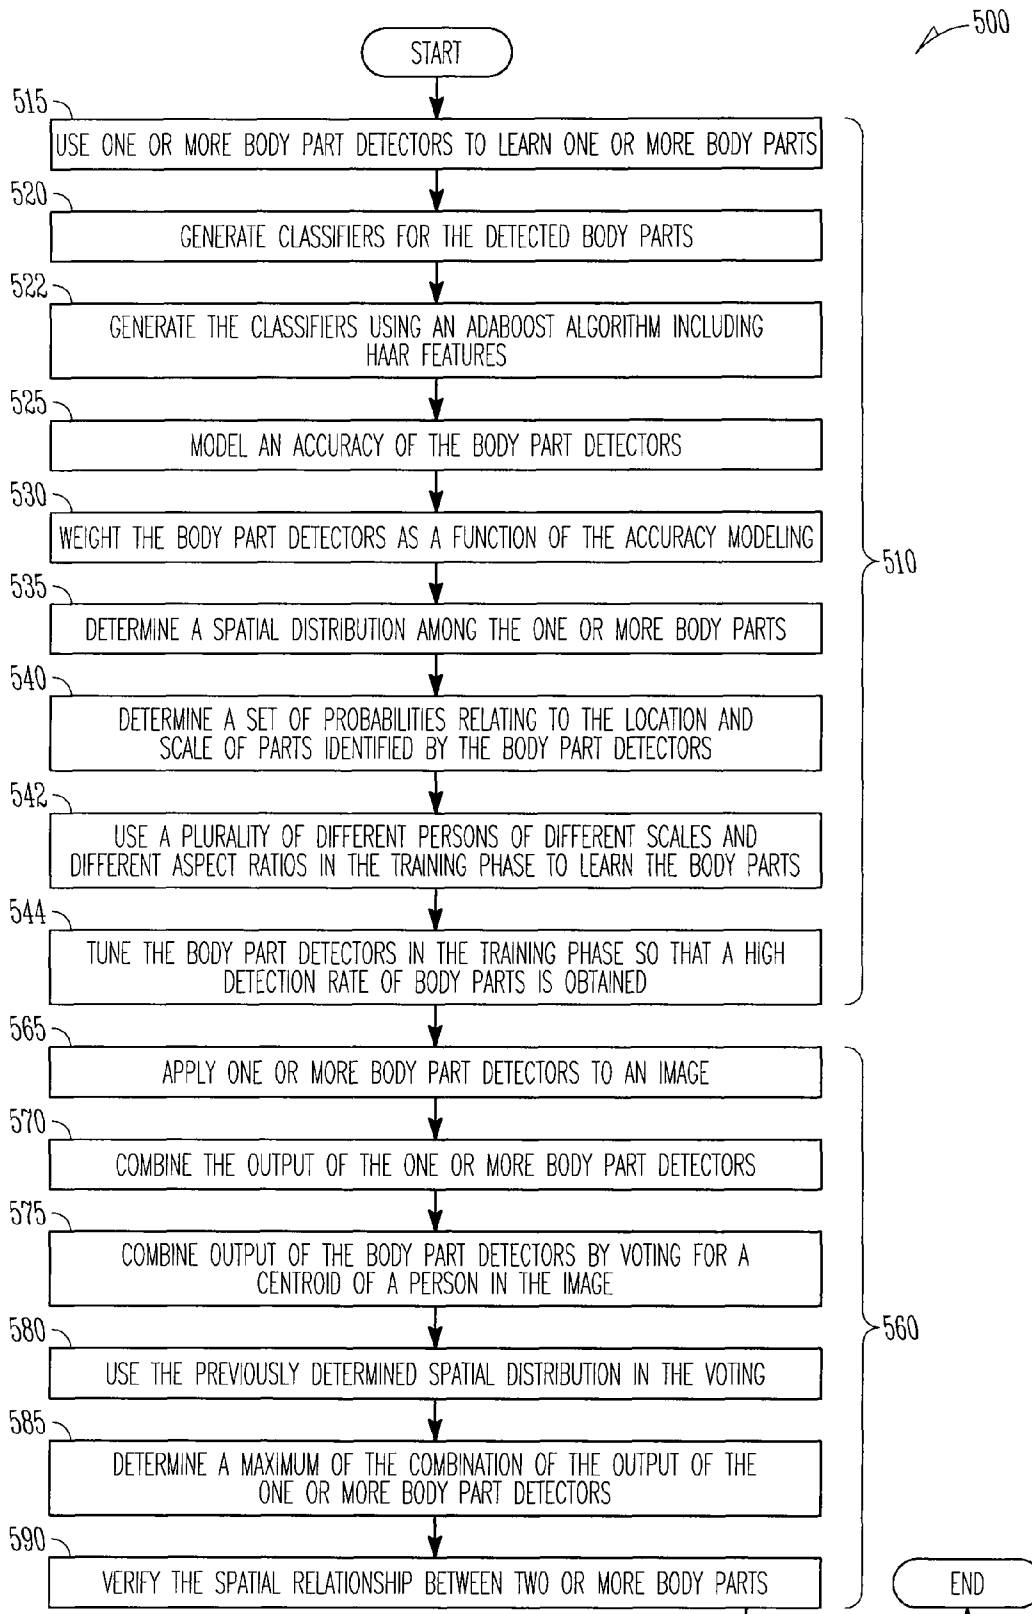 500
START
515
USE ONE OR MORE BODY PART DETECTORS TO LEARN ONE OR MORE BODY PARTS
520
GENERATE CLASSIFIERS FOR THE DETECTED BODY PARTS
522
GENERATE THE CLASSIFIERS USING AN ADABOOST ALGORITHM INCLUDING
HAAR FEATURES
525
MODEL AN ACCURACY OF THE BODY PART DETECTORS
530
WEIGHT THE BODY PART DETECTORS AS A FUNCTION OF THE ACCURACY MODELING
510
535
DETERMINE A SPATIAL DISTRIBUTION AMONG THE ONE OR MORE BODY PARTS
540
DETERMINE A SET OF PROBABILITIES RELATING TO THE LOCATION AND
SCALE OF PARTS IDENTIFIED BY THE BODY PART DETECTORS
542
USE A PLURALITY OF DIFFERENT PERSONS OF DIFFERENT SCALES AND
DIFFERENT ASPECT RATIOS IN THE TRAINING PHASE TO LEARN THE BODY PARTS
544
TUNE THE BODY PART DETECTORS IN THE TRAINING PHASE SO THAT A HIGH
DETECTION RATE OF BODY PARTS IS OBTAINED
565
APPLY ONE OR MORE BODY PART DETECTORS TO AN IMAGE
570
COMBINE THE OUTPUT OF THE ONE OR MORE BODY PART DETECTORS
575
COMBINE OUTPUT OF THE BODY PART DETECTORS BY VOTING FOR A
CENTROID OF A PERSON IN THE IMAGE
560
580
USE THE PREVIOUSLY DETERMINED SPATIAL DISTRIBUTION IN THE VOTING
585
DETERMINE A MAXIMUM OF THE COMBINATION OF THE OUTPUT OF THE
ONE OR MORE BODY PART DETECTORS
590
VERIFY THE SPATIAL RELATIONSHIP BETWEEN TWO OR MORE BODY PARTS
END